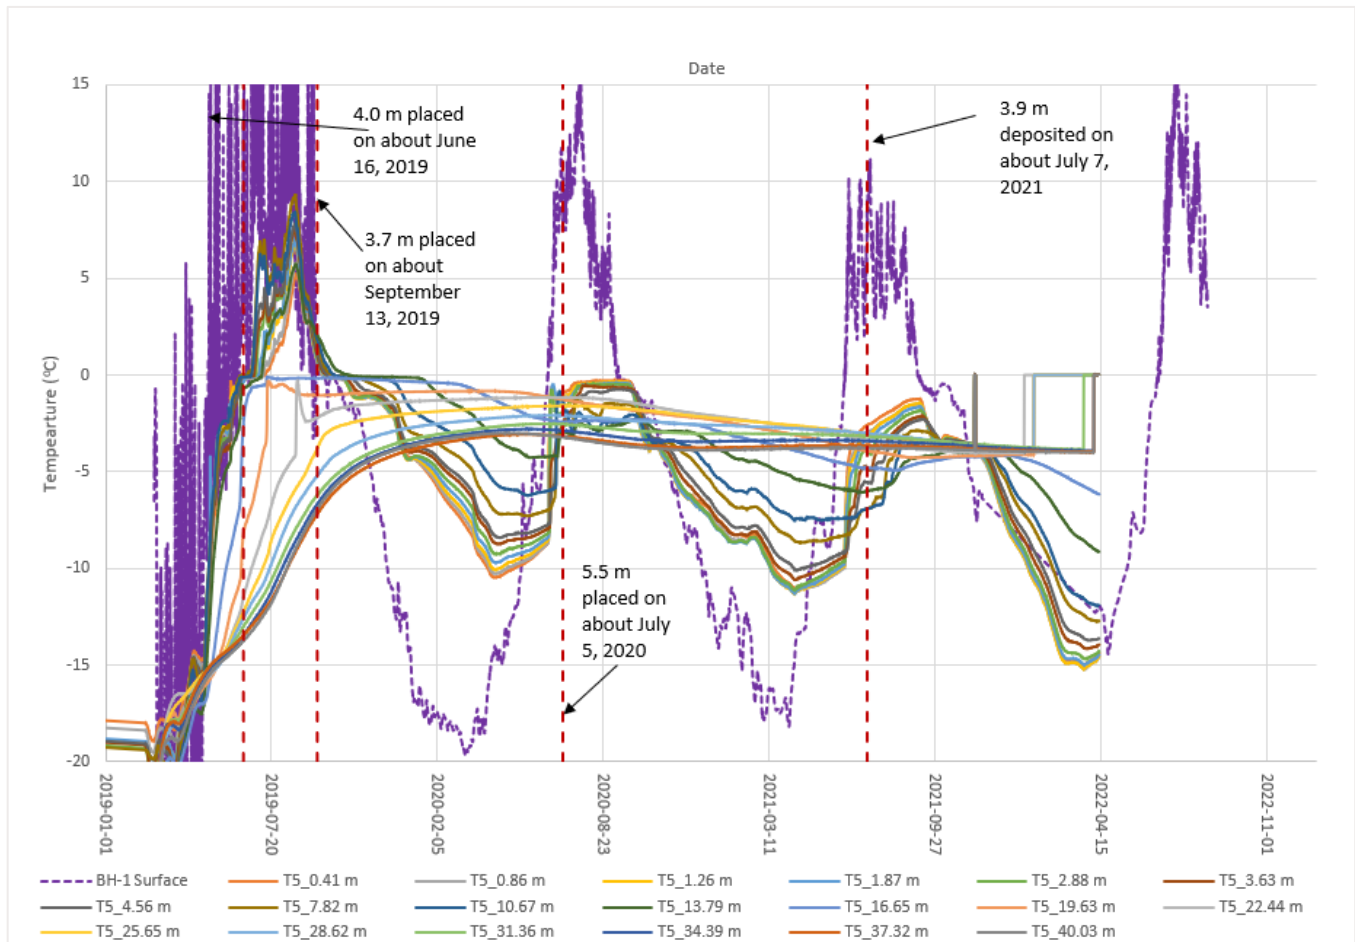 Date
15
10
5
0
-5
-10
-15
-20
Tempearture (ºC)
4.0 m placed
on about June
16, 2019
3.7 m placed
on about
September
13, 2019
5.5 m
placed on
about July
5, 2020
3.9 m
deposited on
about July 7,
2021
2019-01-01
2019-07-20
2020-02-05
2020-08-23
2021-03-11
2021-09-27
2022-04-15
2022-11-01
BH-1 Surface
T5_0.41 m
T5_0.86 m
T5_1.26 m
T5_1.87 m
T5_2.88 m
T5_3.63 m
T5_4.56 m
T5_7.82 m
T5_10.67 m
T5_13.79 m
T5_16.65 m
T5_19.63 m
T5_22.44 m
T5_25.65 m
T5_28.62 m
T5_31.36 m
T5_34.39 m
T5_37.32 m
T5_40.03 m